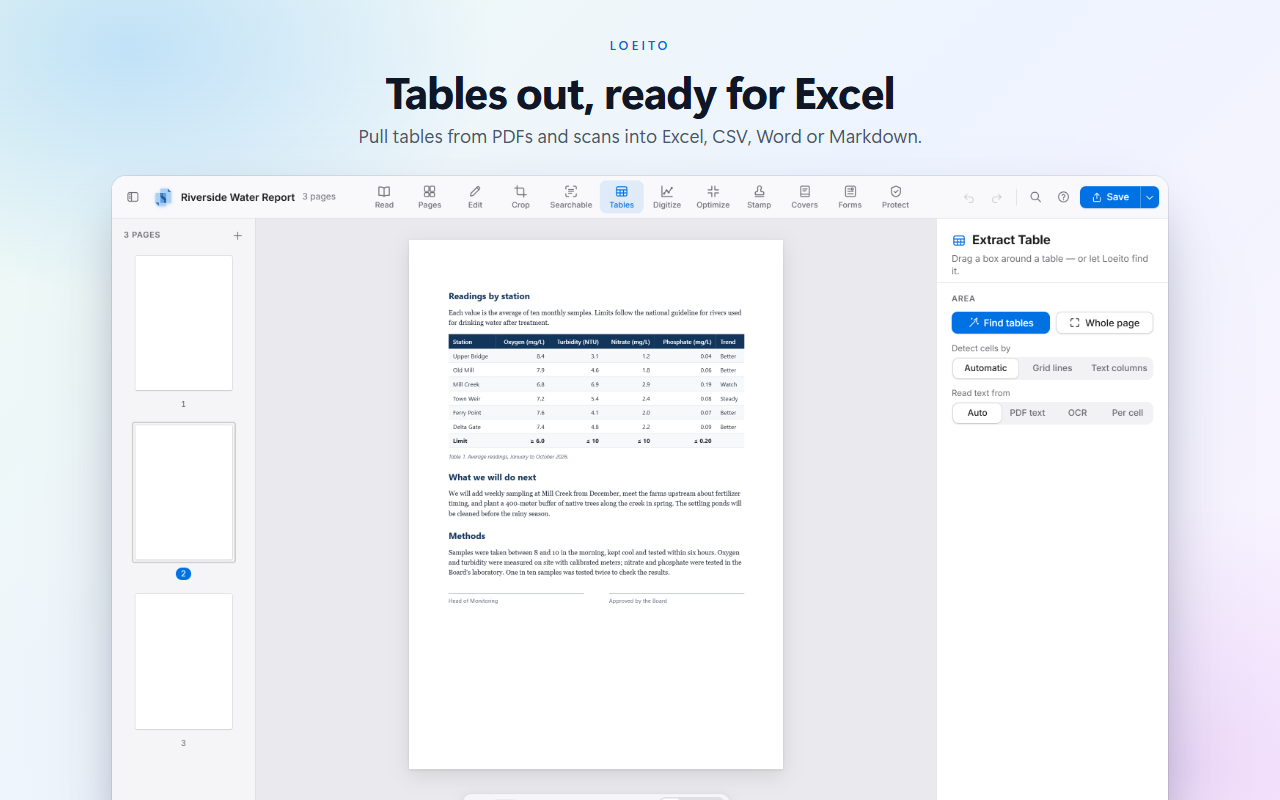 LOEITO
Tables out, ready for Excel
Pull tables from PDFs and scans into Excel, CSV, Word or Markdown.
Riverside Water Report 3 pages
Read Pages Edit Crop Searchable Tables Digitize Optimize Stamp Covers Forms Protect
Save
3 PAGES
1
2
3
Readings by station
Each value is the average of ten monthly samples. Limits follow the national guideline for rivers used
for drinking water after treatment.
Station Oxygen (mg/L) Turbidity (NTU) Nitrate (mg/L) Phosphate (mg/L) Trend
Upper Bridge 8.4 3.1 1.2 0.04 Better
Old Mill 7.9 4.6 1.8 0.06 Better
Mill Creek 6.8 6.9 2.9 0.19 Watch
Town Weir 7.2 5.4 2.4 0.08 Steady
Ferry Point 7.6 4.1 2.0 0.07 Better
Delta Gate 7.4 4.8 2.2 0.09 Better
Limit ≥ 6.0 ≤ 10 ≤ 10 ≤ 0.20
Table 1. Average readings, January to October 2026.
What we will do next
We will add weekly sampling at Mill Creek from December, meet the farms upstream about fertilizer
timing, and plant a 400-meter buffer of native trees along the creek in spring. The settling ponds will
be cleaned before the rainy season.
Methods
Samples were taken between 8 and 10 in the morning, kept cool and tested within six hours. Oxygen
and turbidity were measured on site with calibrated meters; nitrate and phosphate were tested in the
Board's laboratory. One in ten samples was tested twice to check the results.
Head of Monitoring Approved by the Board
Extract Table
Drag a box around a table — or let Loeito find
it.
AREA
Find tables Whole page
Detect cells by
Automatic Grid lines Text columns
Read text from
Auto PDF text OCR Per cell